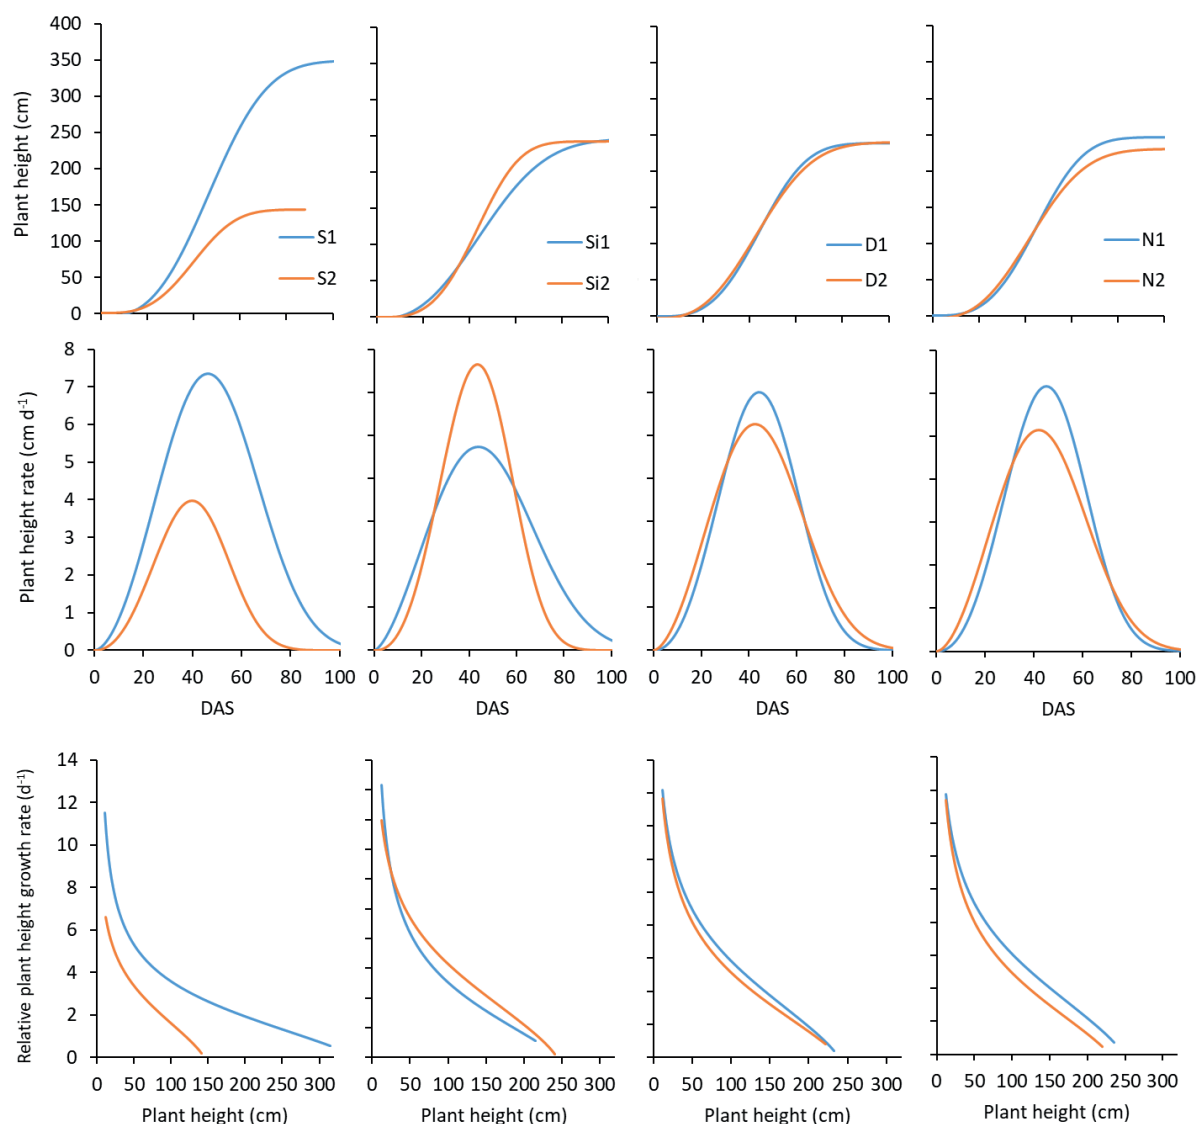 Plant height (cm)
400
350
300
250
200
150
100
50
0
S1
S2
Si1
Si2
D1
D2
N1
N2
Plant height rate (cm d-1)
8
7
6
5
4
3
2
1
0
0 20 40 60 80 100
0 20 40 60 80 100
0 20 40 60 80 100
0 20 40 60 80 100
DAS
DAS
DAS
DAS
Relative plant height growth rate (d-1)
14
12
10
8
6
4
2
0
0 50 100 150 200 250 300
0 50 100 150 200 250 300
0 50 100 150 200 250 300
0 50 100 150 200 250 300
Plant height (cm)
Plant height (cm)
Plant height (cm)
Plant height (cm)